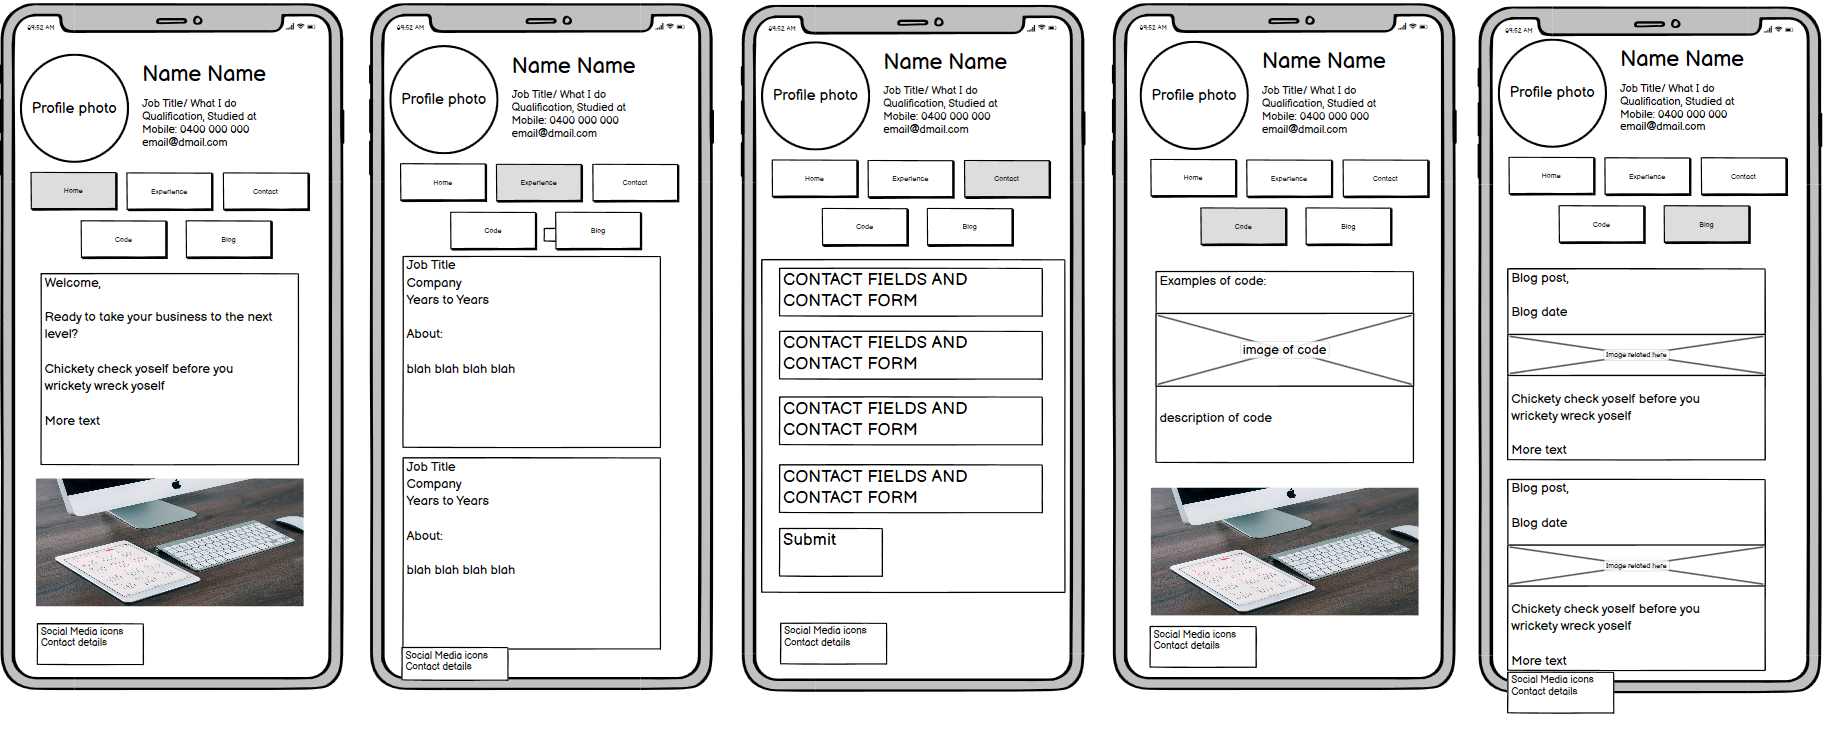 09:52 AM
Profile photo
Name Name
Job Title/ What I do
Qualification, Studied at
Mobile: 0400 000 000
email@dmail.com
Home
Experience
Contact
Code
Blog
Welcome,
Ready to take your business to the next
level?
Chickety check yoself before you
wrickety wreck yoself
More text
Social Media icons
Contact details
09:52 AM
Profile photo
Name Name
Job Title/ What I do
Qualification, Studied at
Mobile: 0400 000 000
email@dmail.com
Home
Experience
Contact
Code
Blog
Job Title
Company
Years to Years
About:
blah blah blah blah
Job Title
Company
Years to Years
About:
blah blah blah blah
Social Media icons
Contact details
09:52 AM
Profile photo
Name Name
Job Title/ What I do
Qualification, Studied at
Mobile: 0400 000 000
email@dmail.com
Home
Experience
Contact
Code
Blog
CONTACT FIELDS AND
CONTACT FORM
CONTACT FIELDS AND
CONTACT FORM
CONTACT FIELDS AND
CONTACT FORM
CONTACT FIELDS AND
CONTACT FORM
Submit
Social Media icons
Contact details
09:52 AM
Profile photo
Name Name
Job Title/ What I do
Qualification, Studied at
Mobile: 0400 000 000
email@dmail.com
Home
Experience
Contact
Code
Blog
Examples of code:
image of code
description of code
Social Media icons
Contact details
09:52 AM
Profile photo
Name Name
Job Title/ What I do
Qualification, Studied at
Mobile: 0400 000 000
email@dmail.com
Home
Experience
Contact
Code
Blog
Blog post,
Blog date
Image related here
Chickety check yoself before you
wrickety wreck yoself
More text
Blog post,
Blog date
Image related here
Chickety check yoself before you
wrickety wreck yoself
More text
Social Media icons
Contact details